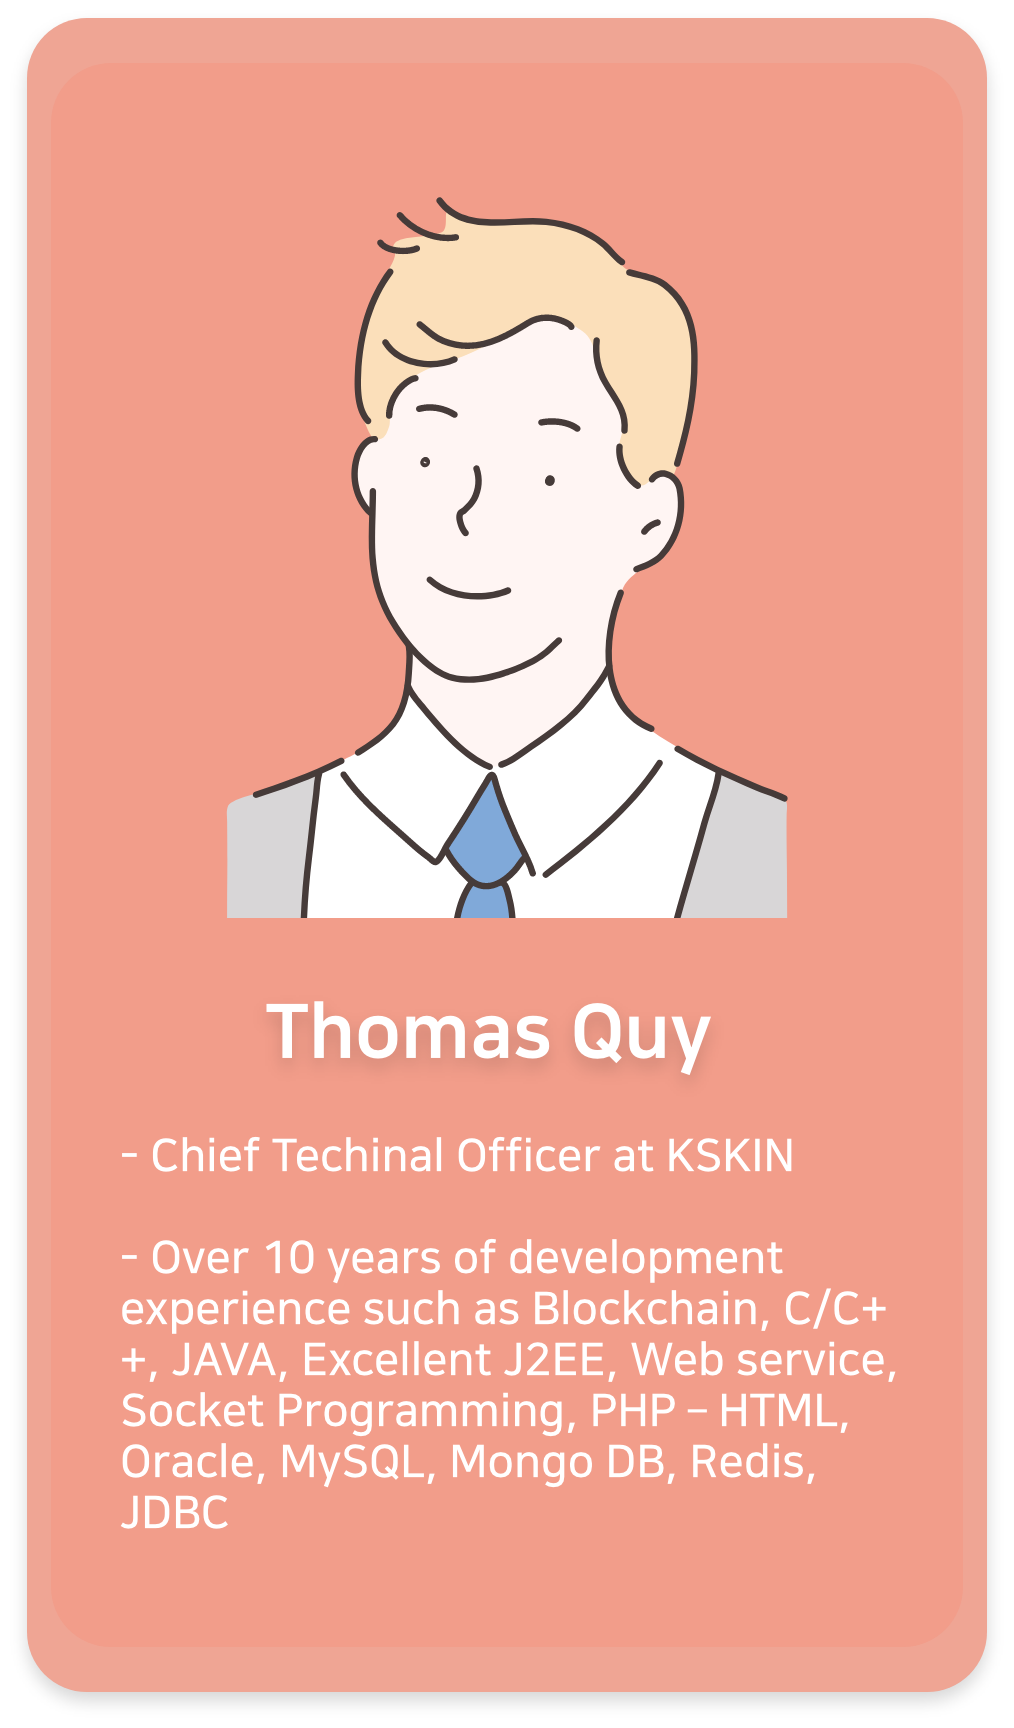 Thomas Quy
- Chief Techinal Officer at KSKIN
- Over 10 years of development
experience such as Blockchain, C/C+
+, JAVA, Excellent J2EE, Web service,
Socket Programming, PHP – HTML,
Oracle, MySQL, Mongo DB, Redis,
JDBC